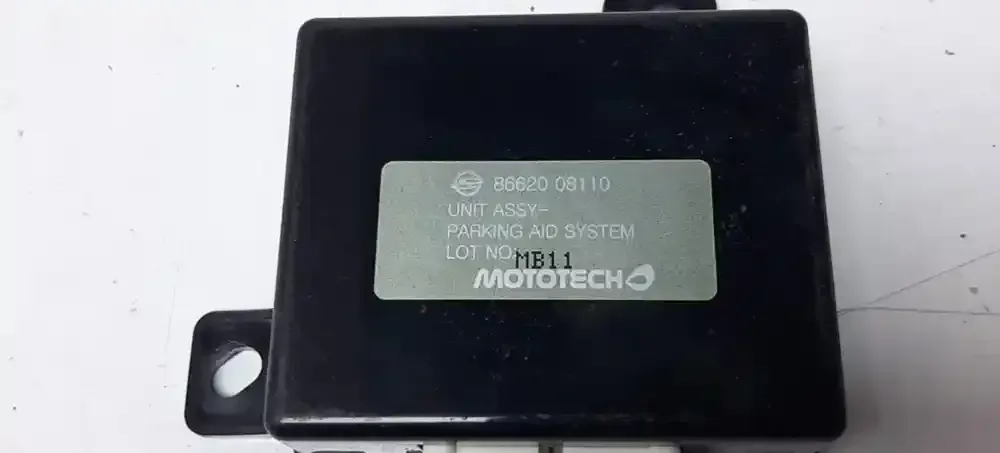 86620 08110
UNIT ASSY-
PARKING AID SYSTEM
LOT NO: MB11
MOTOTECH